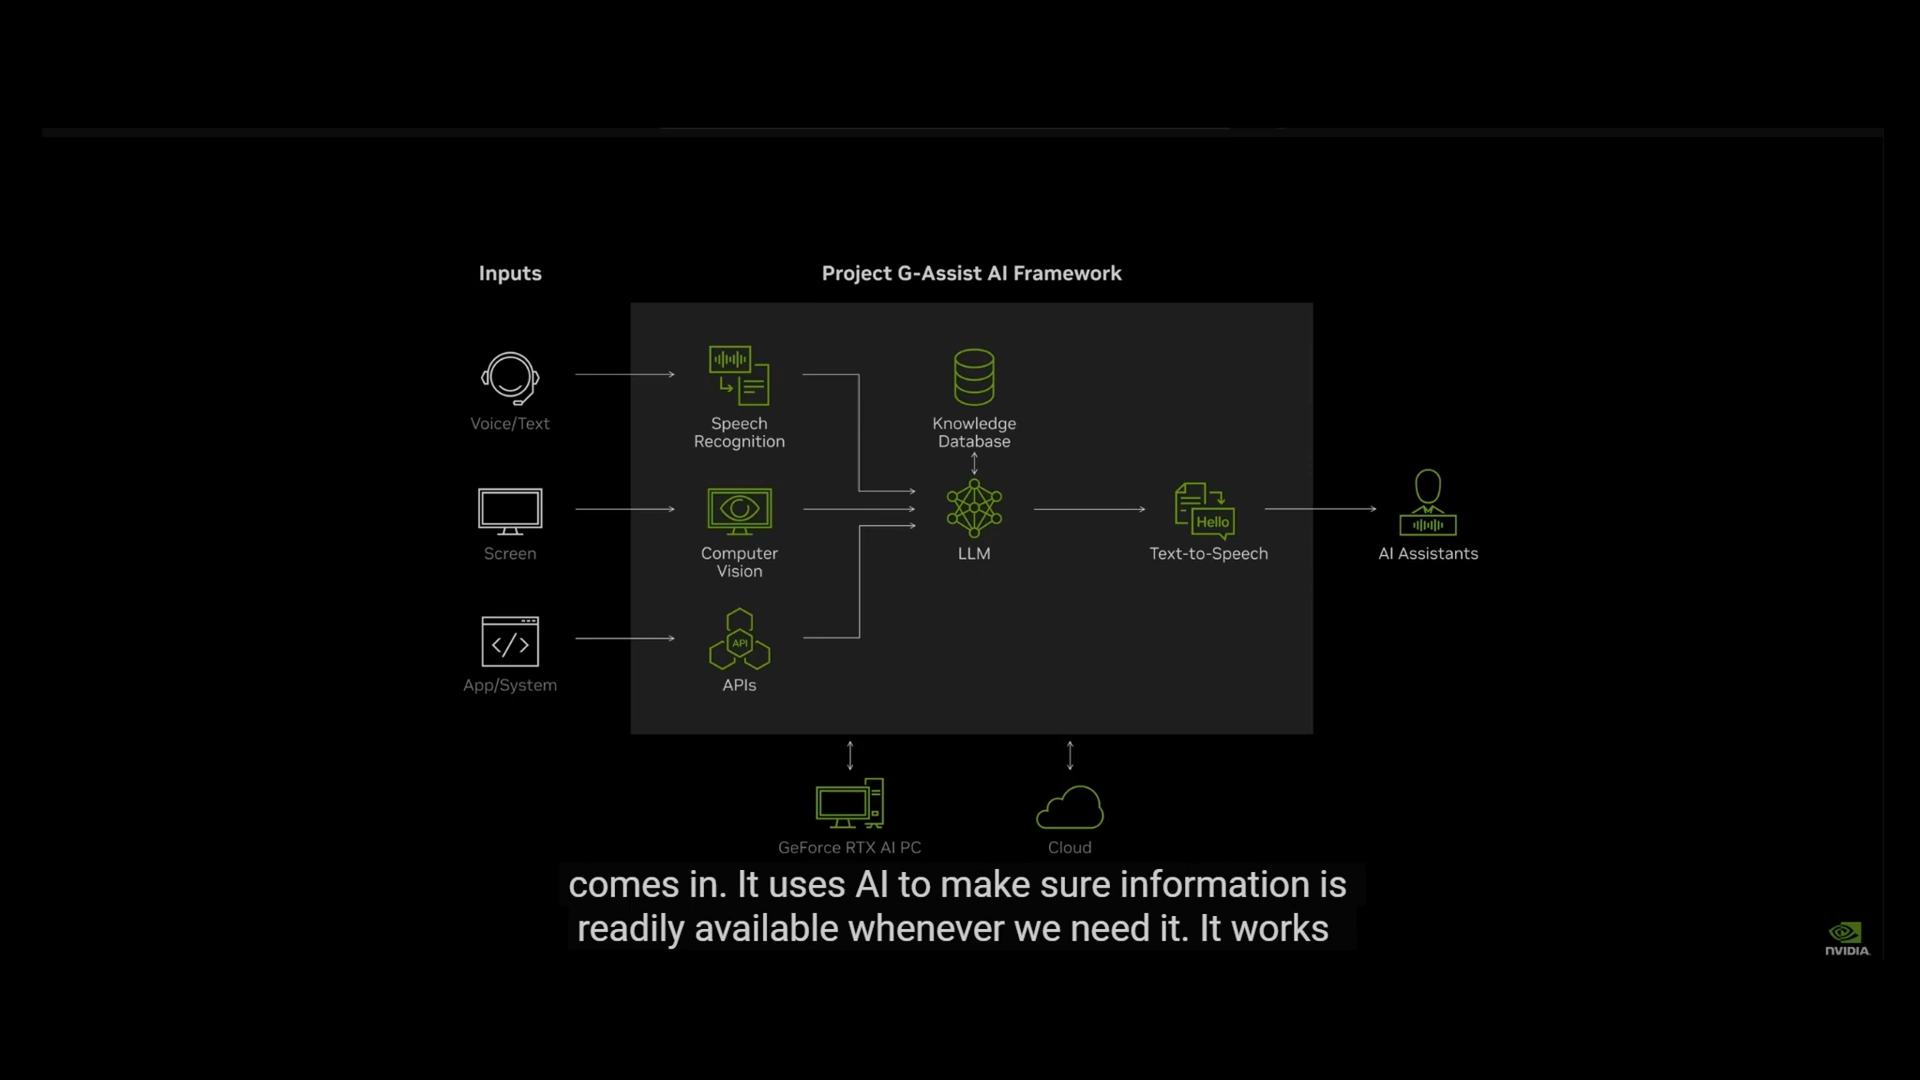 Inputs
Project G-Assist AI Framework
Voice/Text
Speech
Recognition
Knowledge
Database
Screen
Computer
Vision
LLM
Hello
Text-to-Speech
AI Assistants
App/System
API
APIs
GeForce RTX AI PC
Cloud
comes in. It uses AI to make sure information is
readily available whenever we need it. It works
NVIDIA.